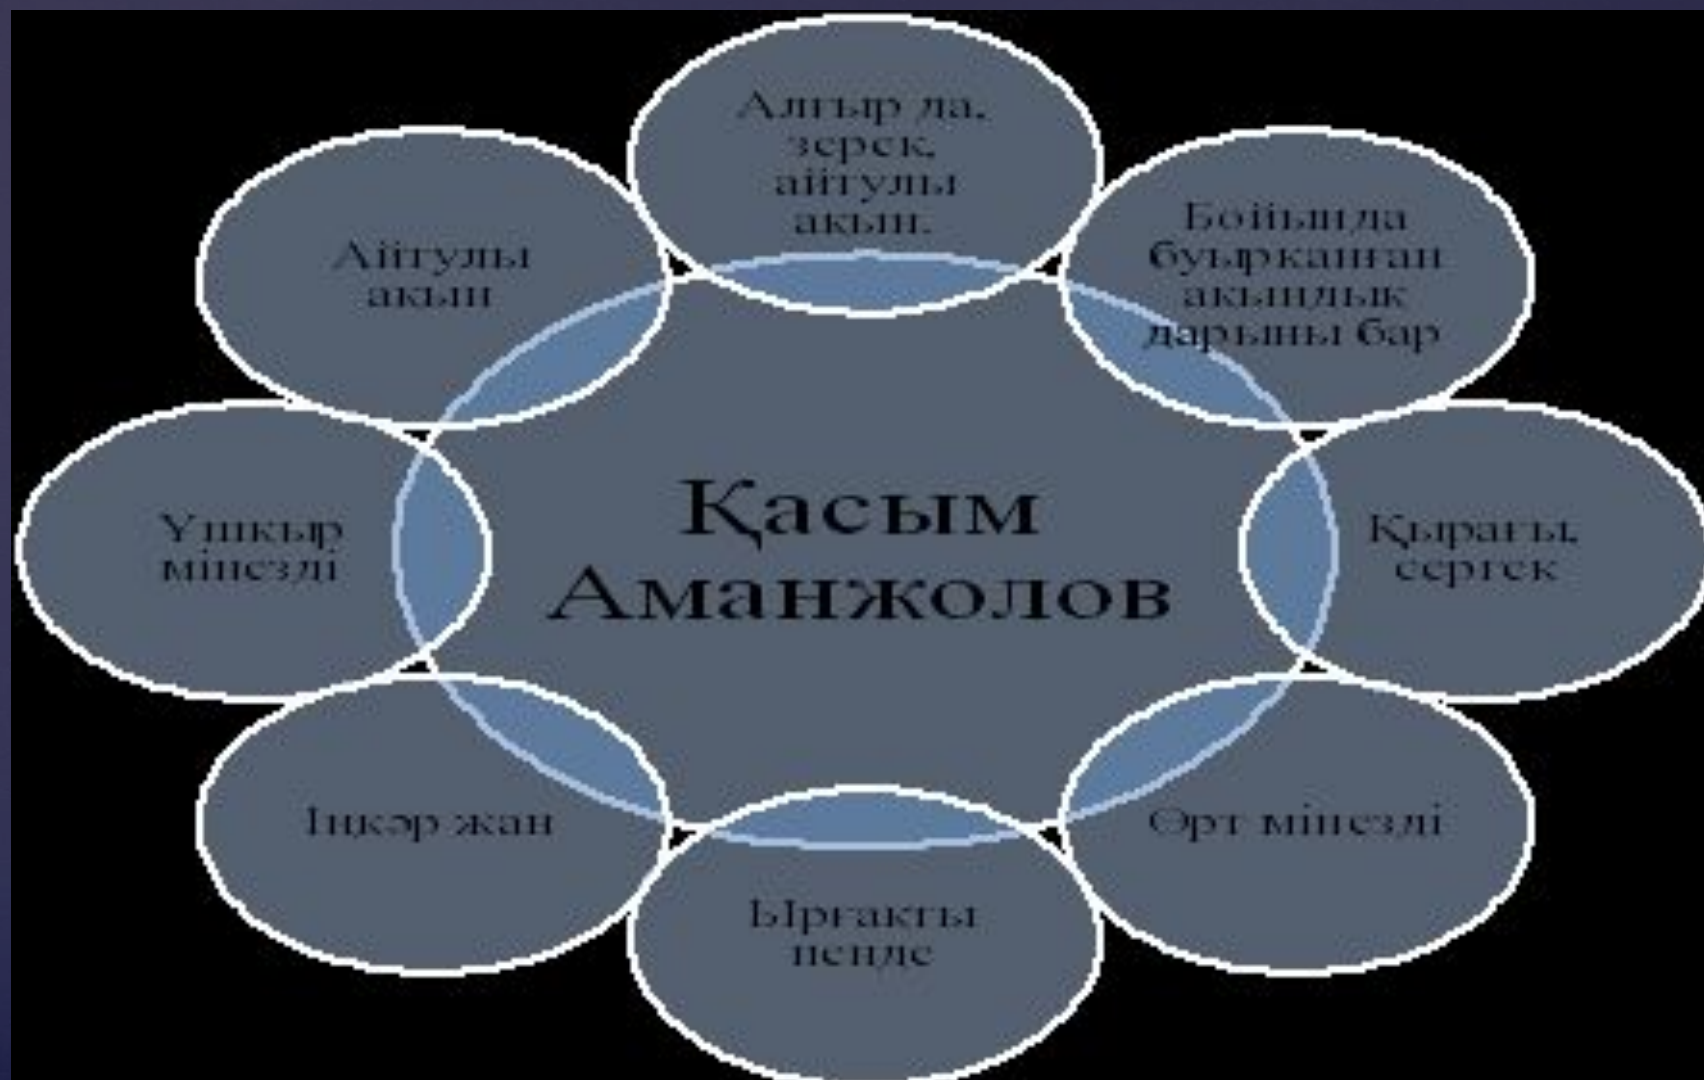 Алғыр да,
зерек,
айтулы
ақын.
Бойында
буырқанған
ақындық
дарыны бар
Қырағы,
сергек
Өрт мінезді
Ырғақты
пенде
Іңкәр жан
Ұшқыр
мінезді
Айтулы
ақын
Қасым
Аманжолов